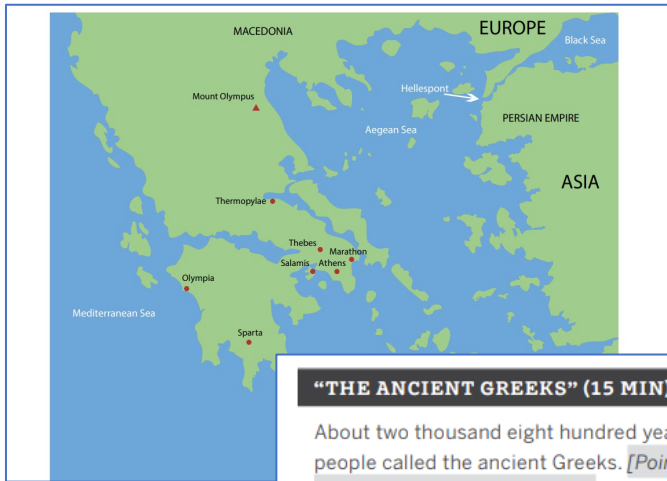 EUROPE
MACEDONIA
Black Sea
Hellespont
Mount Olympus
PERSIAN EMPIRE
Aegean Sea
ASIA
Thermopylae
Thebes
Marathon
Salamis
Athens
Olympia
Mediterranean Sea
Sparta
"THE ANCIENT GREEKS" (15 MIN)
About two thousand eight hundred yea
people called the ancient Greeks. [Poin